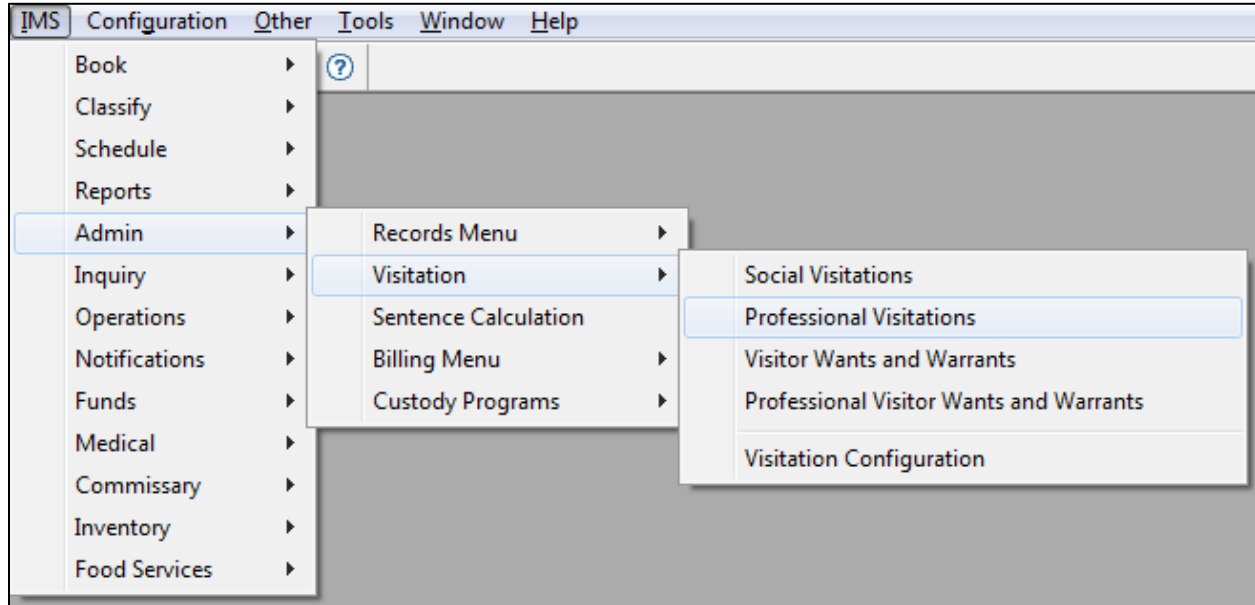 IMS Configuration Other Tools Window Help
Book
Classify
Schedule
Reports
Admin
Inquiry
Operations
Notifications
Funds
Medical
Commissary
Inventory
Food Services
Records Menu
Visitation
Sentence Calculation
Billing Menu
Custody Programs
Social Visitations
Professional Visitations
Visitor Wants and Warrants
Professional Visitor Wants and Warrants
Visitation Configuration